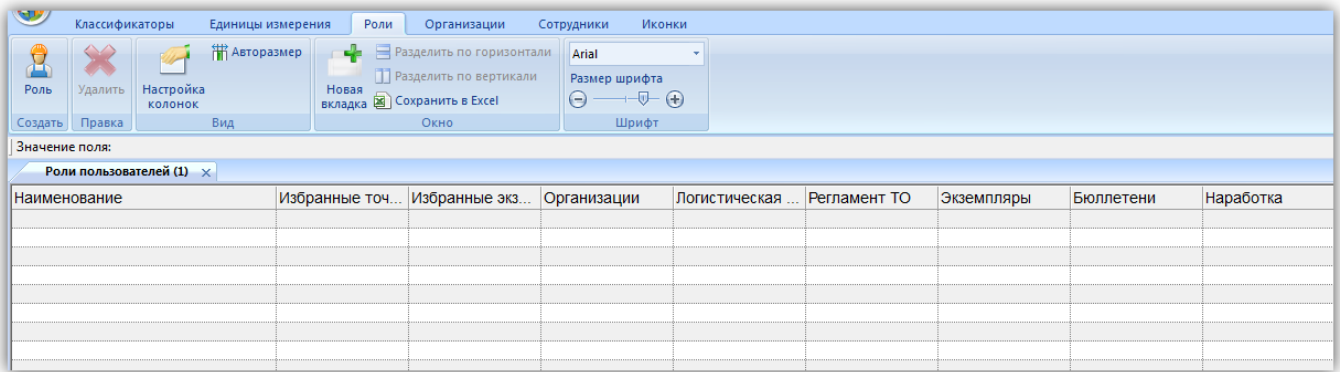 Классификаторы Единицы измерения Роли Организации Сотрудники Иконки
Роль Удалить Настройка колонок Авторазмер
Новая вкладка Разделить по горизонтали
Разделить по вертикали
Сохранить в Excel
Arial
Размер шрифта
Создать Правка Вид Окно Шрифт
Значение поля:
Роли пользователей (1)
Наименование Избранные точ... Избранные экз... Организации Логистическая ... Регламент ТО Экземпляры Бюллетени Наработка